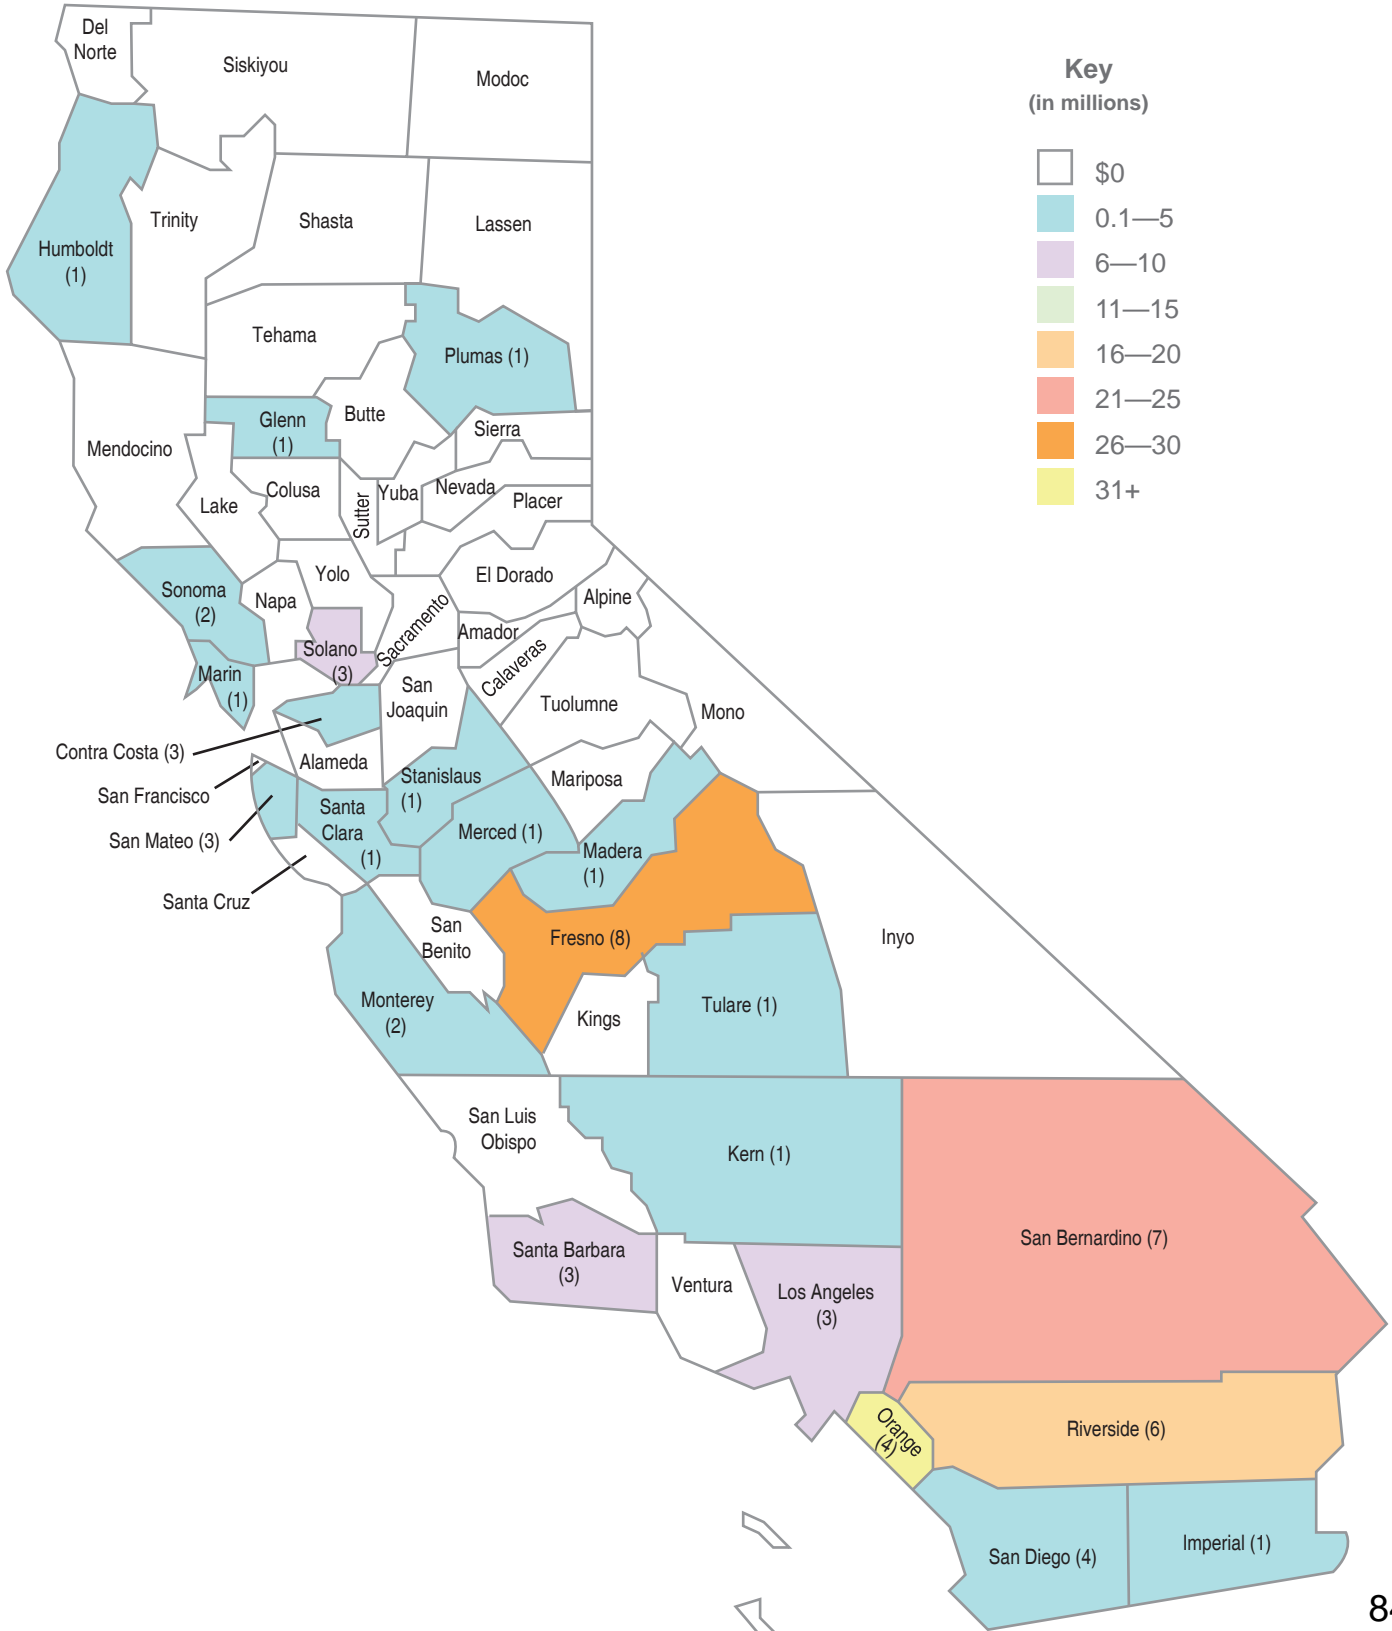 Del
Norte
Siskiyou
Modoc
Key
(in millions)
$0
0.1—5
6—10
11—15
16—20
21—25
26—30
31+
Humboldt
(1)
Trinity
Shasta
Lassen
Tehama
Plumas (1)
Glenn
(1)
Butte
Sierra
Mendocino
Lake
Colusa
Sutter
Yuba
Nevada
Placer
Sonoma
(2)
Napa
Yolo
El Dorado
Alpine
Sacramento
Amador
Calaveras
Solano
(3)
Marin
(1)
San
Joaquin
Tuolumne
Mono
Contra Costa (3)
Alameda
San Francisco
Stanislaus
(1)
Mariposa
San Mateo (3)
Santa
Clara
(1)
Merced (1)
Madera
(1)
Santa Cruz
San
Benito
Fresno (8)
Inyo
Monterey
(2)
Kings
Tulare (1)
San Luis
Obispo
Kern (1)
San Bernardino (7)
Santa Barbara
(3)
Ventura
Los Angeles
(3)
Orange
(4)
Riverside (6)
San Diego (4)
Imperial (1)